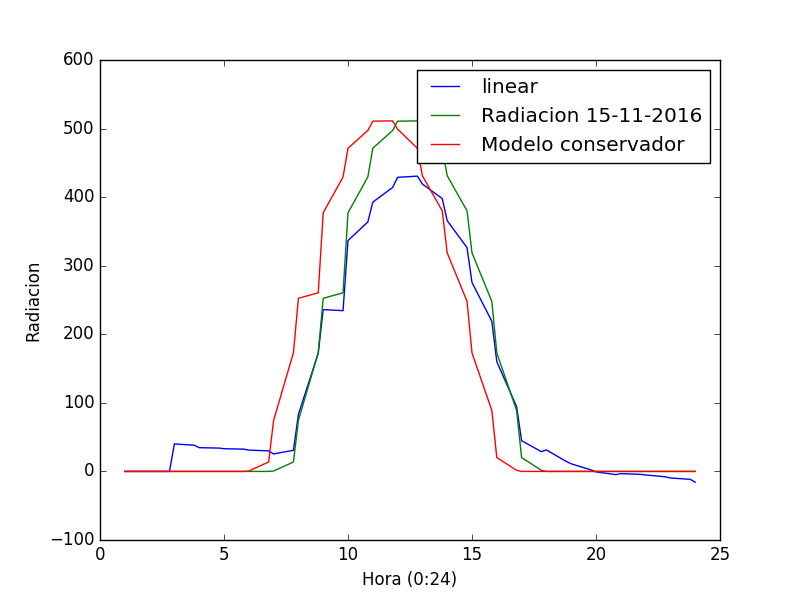 600
500
400
300
200
100
0
−100
Radiacion
linear
Radiacion 15-11-2016
Modelo conservador
0 5 10 15 20 25
Hora (0:24)